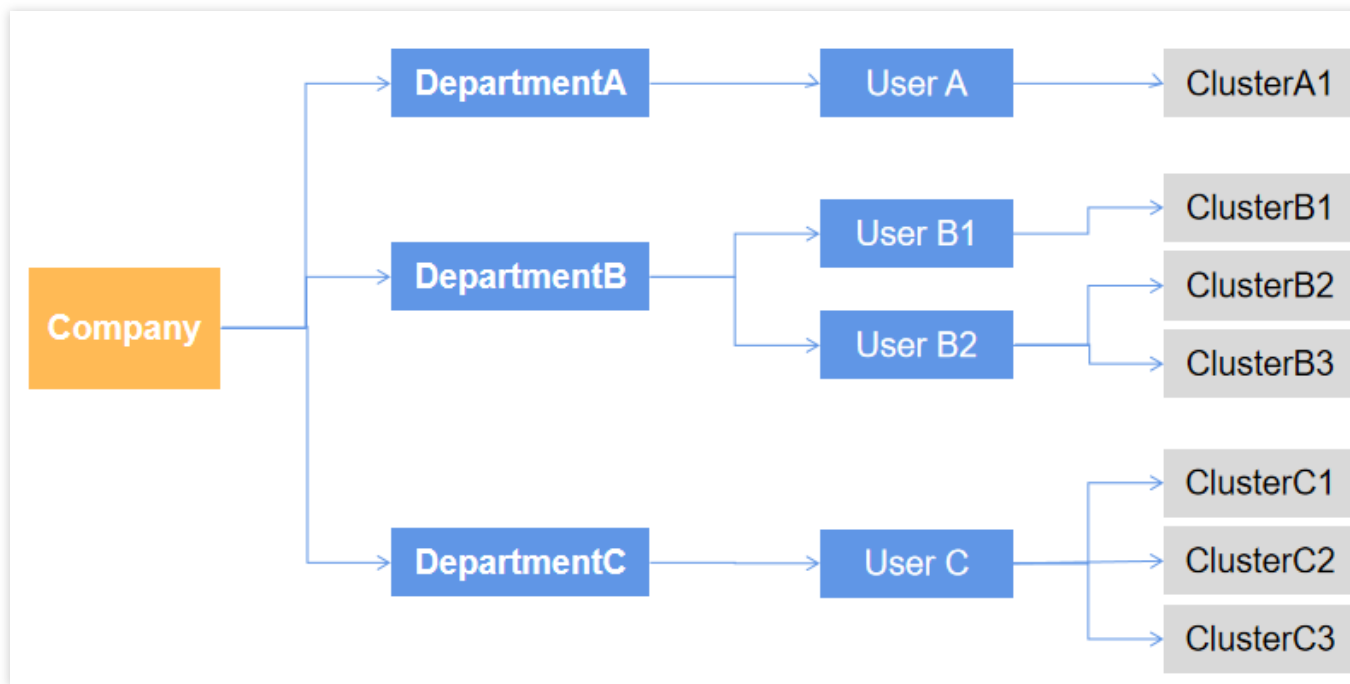 DepartmentA
User A
ClusterA1
ClusterB1
User B1
DepartmentB
ClusterB2
Company
User B2
ClusterB3
ClusterC1
DepartmentC
User C
ClusterC2
ClusterC3